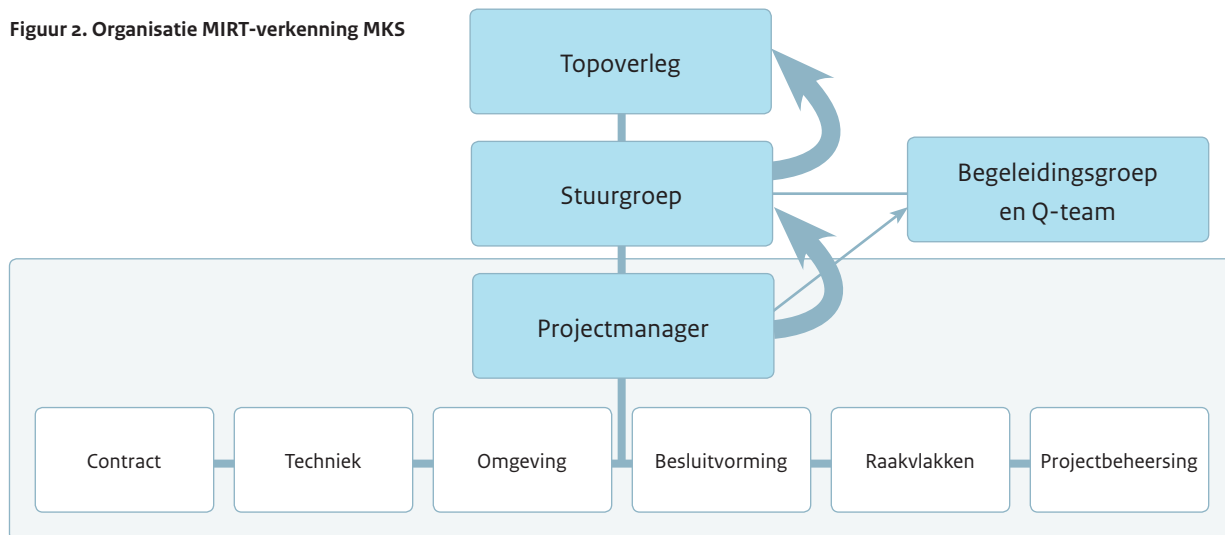 Figuur 2. Organisatie MIRT-verkenning MKS
Topoverleg
Stuurgroep
Begeleidingsgroep
en Q-team
Projectmanager
Contract
Techniek
Omgeving
Besluitvorming
Raakvlakken
Projectbeheersing